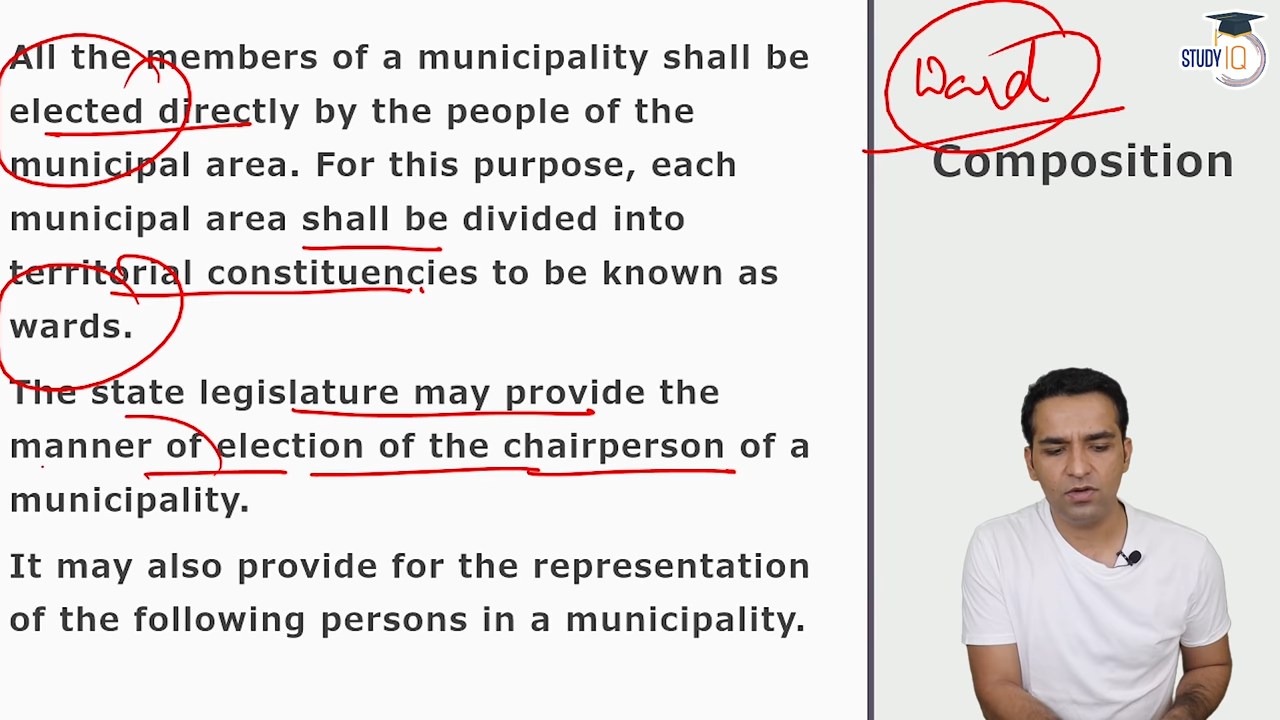 All the members of a municipality shall be
elected directly by the people of the
municipal area. For this purpose, each
municipal area shall be divided into
territorial constituencies to be known as
wards.
The state legislature may provide the
manner of election of the chairperson of a
municipality.
It may also provide for the representation
of the following persons in a municipality.
ward
STUDY IQ
Composition